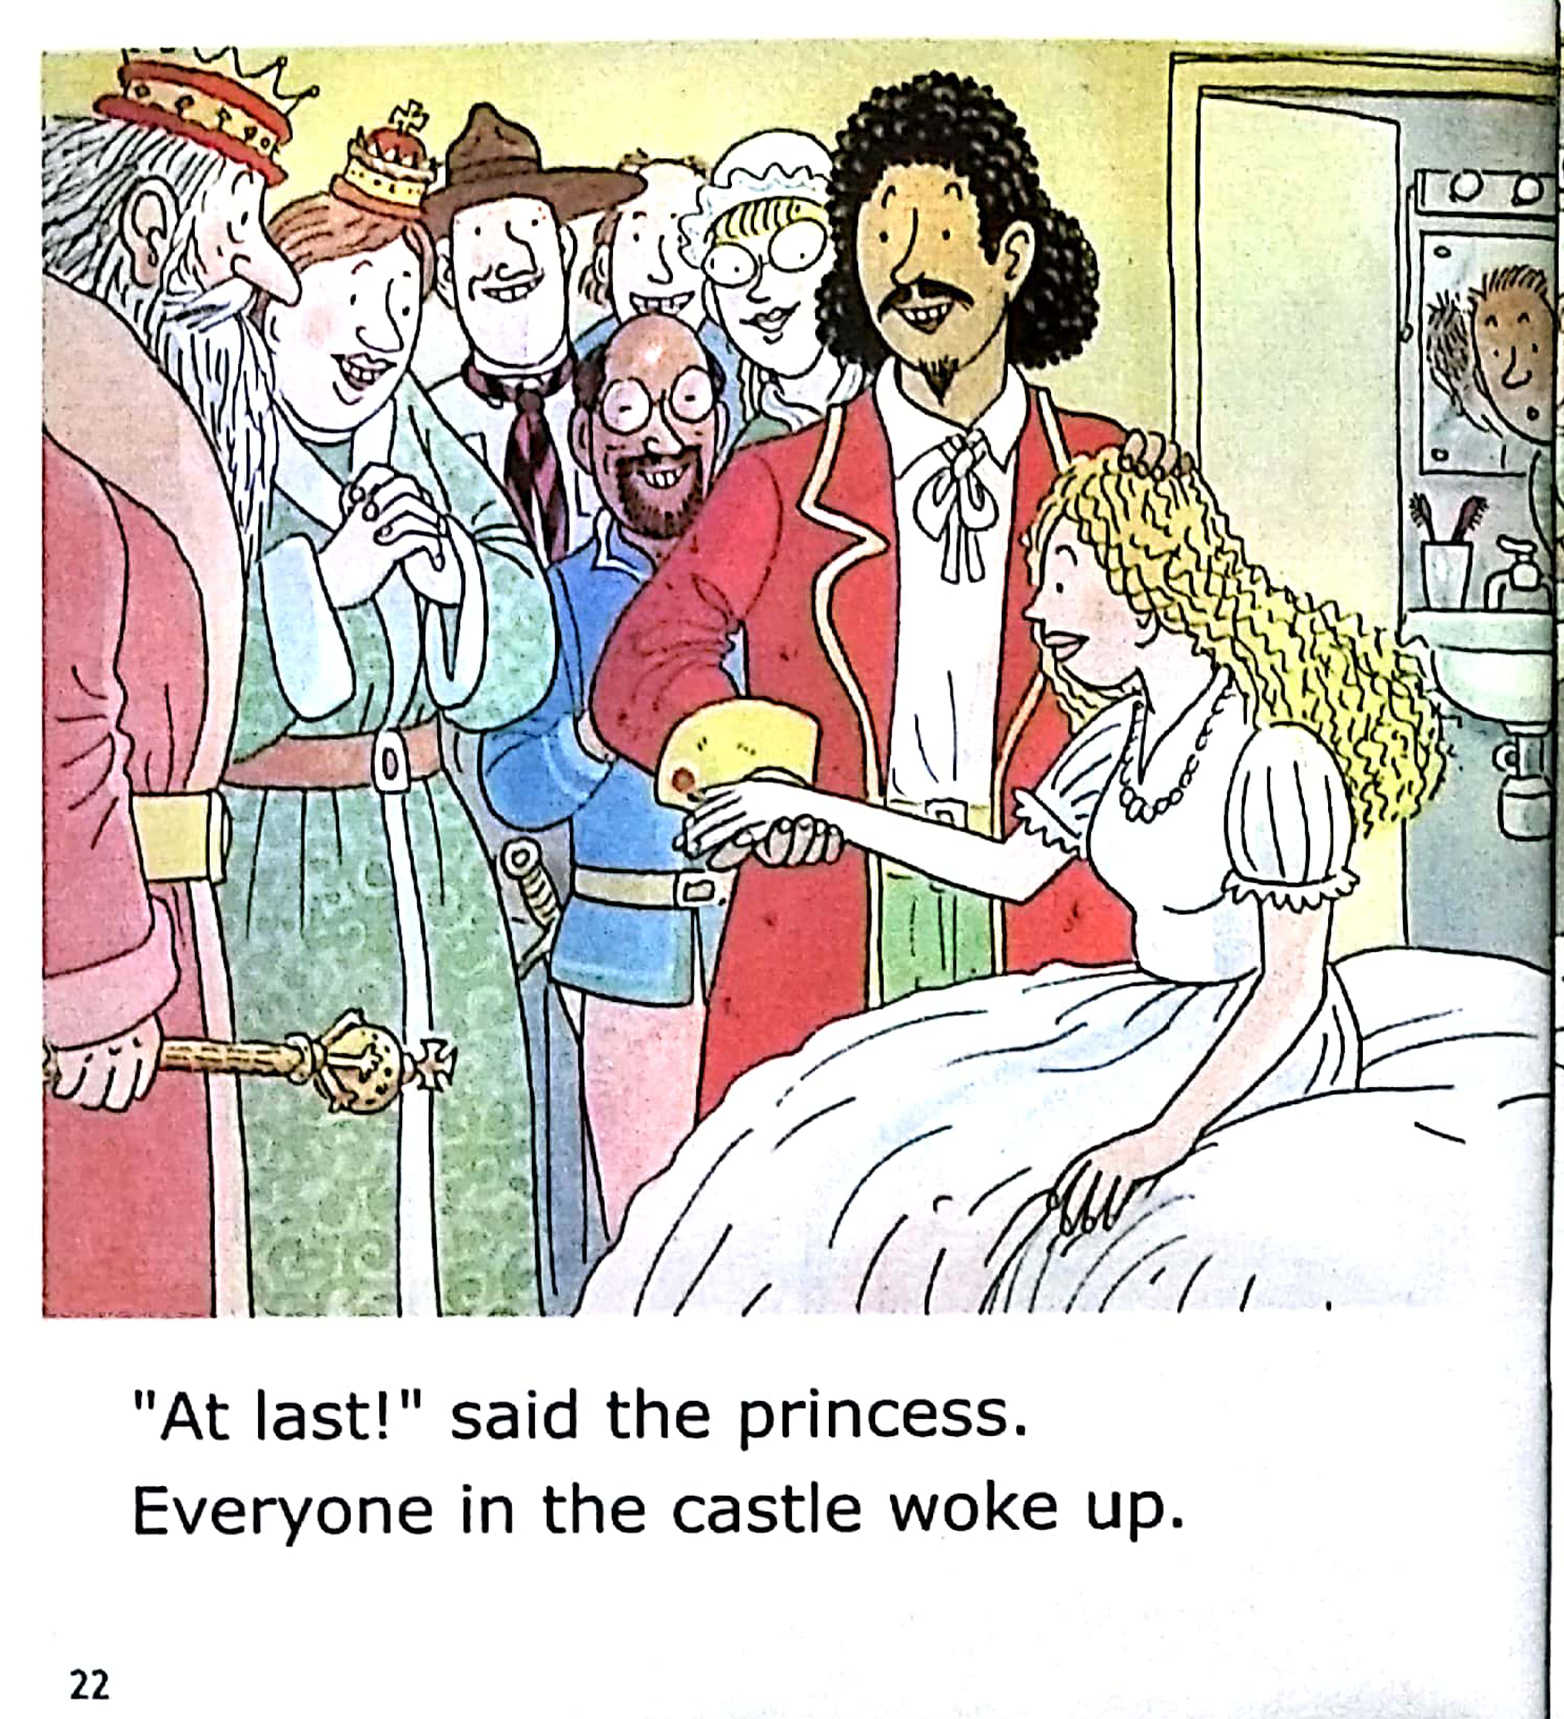 "At last!" said the princess.
Everyone in the castle woke up.
22